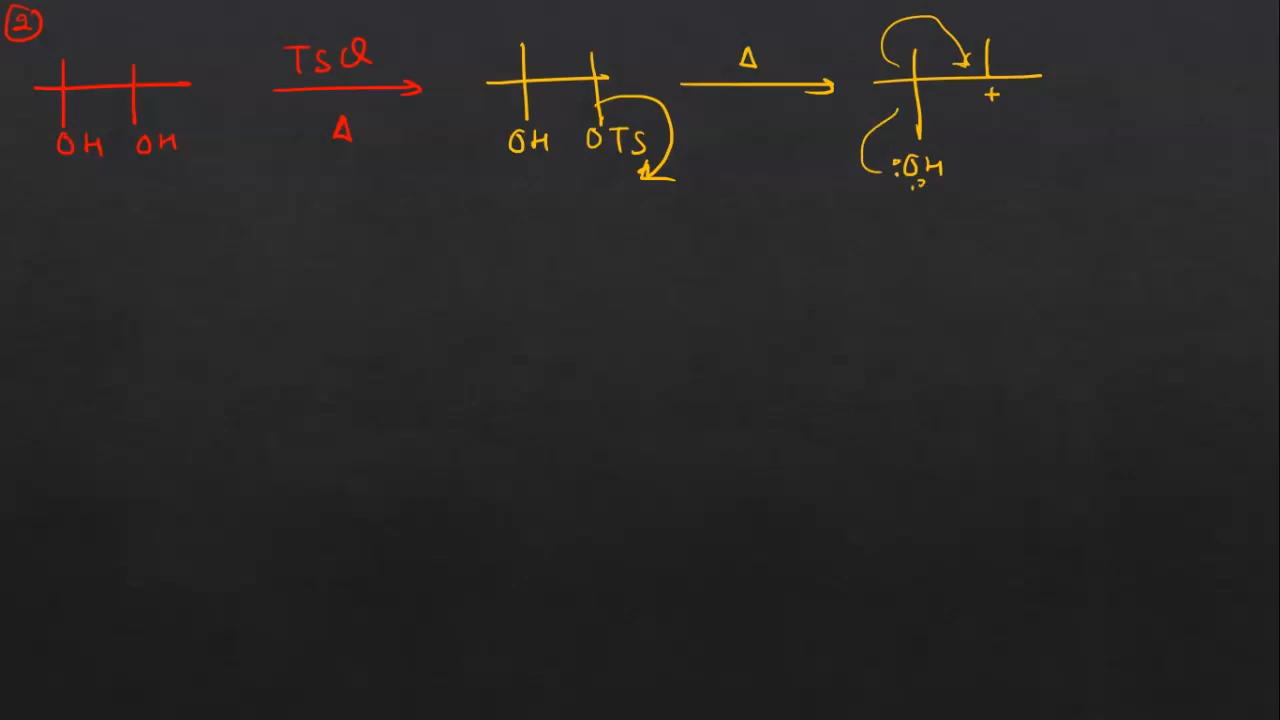 2
TsCl
Δ
OH OH
OH OTS
Δ
+
:OH